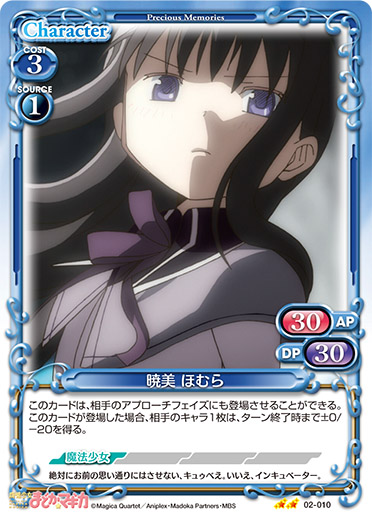 Precious Memories
Character
COST
3
SOURCE
1
30 AP
DP 30
暁美 ほむら
このカードは、相手のアプローチフェイズにも登場させることができる。
このカードが登場した場合、相手のキャラ1枚は、ターン終了時まで±0/
−20を得る。
魔法少女
絶対にお前の思い通りにはさせない、キュゥべえ。いいえ、インキュベーター。
まどか☆マギカ
02-010
©Magica Quartet／Aniplex・Madoka Partners・MBS